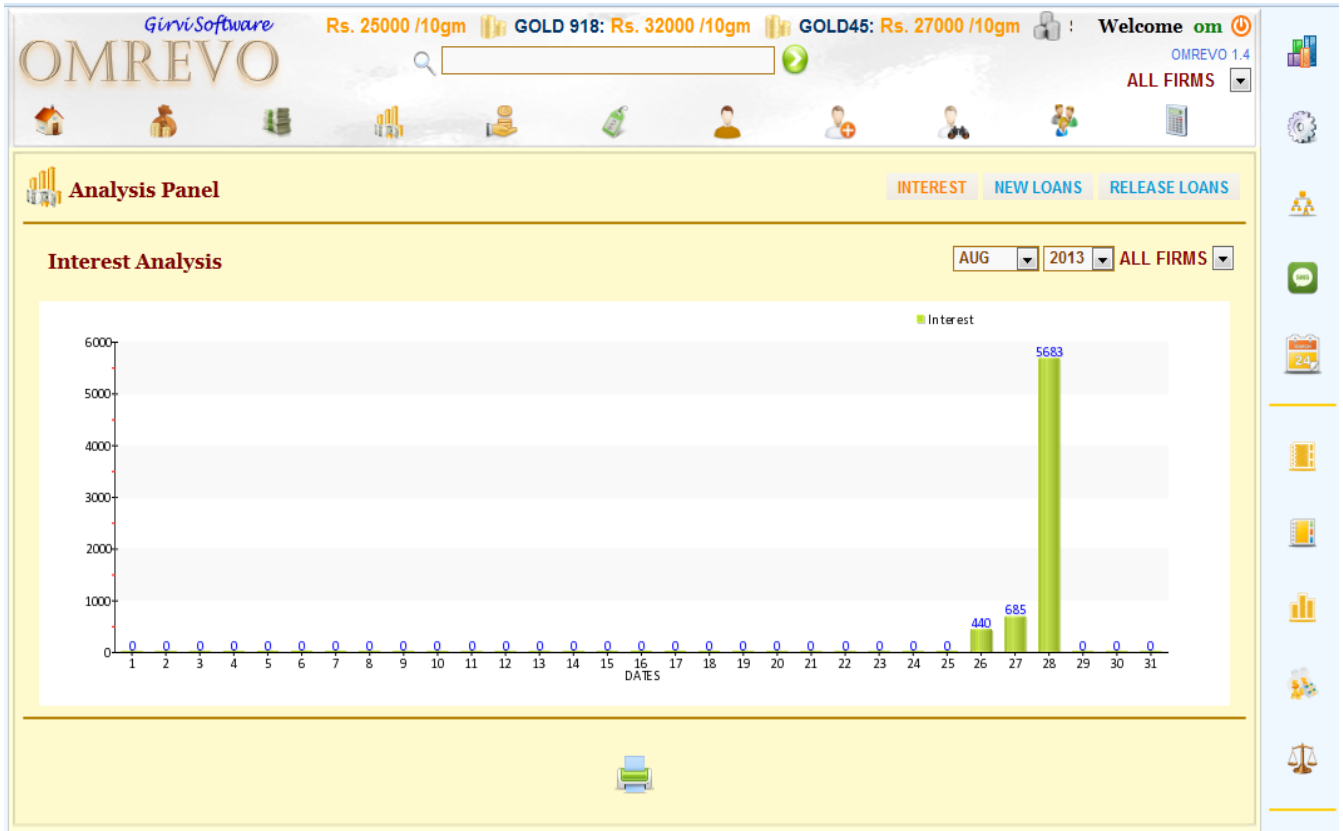 Girvi Software
OMREVO
Rs. 25000 /10gm GOLD 918: Rs. 32000 /10gm GOLD45: Rs. 27000 /10gm
Welcome om
OMREVO 1.4
ALL FIRMS
Analysis Panel
INTEREST NEW LOANS RELEASE LOANS
Interest Analysis
AUG 2013 ALL FIRMS
Interest
6000
5000
4000
3000
2000
1000
0
0 0 0 0 0 0 0 0 0 0 0 0 0 0 0 0 0 0 0 0 0 0 0 0 0 440 685 5683 0 0 0
1 2 3 4 5 6 7 8 9 10 11 12 13 14 15 16 17 18 19 20 21 22 23 24 25 26 27 28 29 30 31
DATES
SMS
24